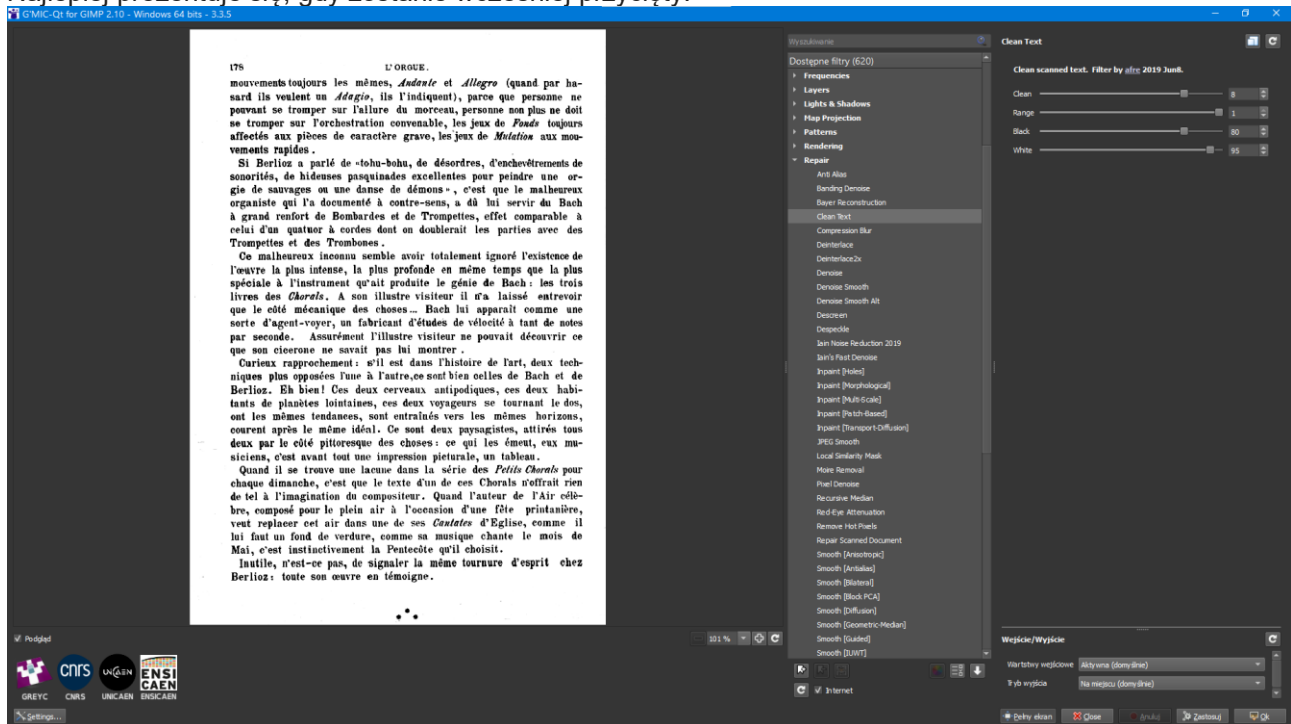 Najlepiej prezentuje się, gdy zostanie wcześniej przycięty.
G'MIC-Qt for GIMP 2.10 - Windows 64 bits - 3.3.5
178 L'ORGUE.
mouvements toujours les mêmes, Andante et Allegro (quand par ha-
sard ils veulent un Adagio, ils l'indiquent), parce que personne ne
pouvant se tromper sur l'allure du morceau, personne non plus ne doit
se tromper sur l'orchestration convenable, les jeux de Fonds toujours
affectés aux pièces de caractère grave, les jeux de Mutation aux mou-
vements rapides.
Si Berlioz a parlé de «tohu-bohu, de désordres, d'enchevêtrements de
sonorités, de hideuses pasquinades excellentes pour peindre une or-
gie de sauvages ou une danse de démons», c'est que le malheureux
organiste qui l'a documenté à contre-sens, a dû lui servir du Bach
à grand renfort de Bombardes et de Trompettes, effet comparable à
celui d'un quatuor à cordes dont on doublerait les parties avec des
Trompettes et des Trombones.
Ce malheureux inconnu semble avoir totalement ignoré l'existence de
l'œuvre la plus intense, la plus profonde en même temps que la plus
spéciale à l'instrument qu'ait produite le génie de Bach: les trois
livres des Chorals. A son illustre visiteur il n'a laissé entrevoir
que le côté mécanique des choses... Bach lui apparaît comme une
sorte d'agent-voyer, un fabricant d'études de vélocité à tant de notes
par seconde. Assurément l'illustre visiteur ne pouvait découvrir ce
que son cicerone ne savait pas lui montrer.
Curieux rapprochement: s'il est dans l'histoire de l'art, deux tech-
niques plus opposées l'une à l'autre, ce sont bien celles de Bach et de
Berlioz. Eh bien! Ces deux cerveaux antipodiques, ces deux habi-
tants de planètes lointaines, ces deux voyageurs se tournant le dos,
ont les mêmes tendances, sont entraînés vers les mêmes horizons,
courent après le même idéal. Ce sont deux paysagistes, attirés tous
deux par le côté pittoresque des choses: ce qui les émeut, eux mu-
siciens, c'est avant tout une impression picturale, un tableau.
Quand il se trouve une lacune dans la série des Petits Chorals pour
chaque dimanche, c'est que le texte d'un de ces Chorals n'offrait rien
de tel à l'imagination du compositeur. Quand l'auteur de l'Air célè-
bre, composé pour le plein air à l'occasion d'une fête printanière,
veut replacer cet air dans une de ses Cantates d'Eglise, comme il
lui faut un fond de verdure, comme sa musique chante le mois de
Mai, c'est instinctivement la Pentecôte qu'il choisit.
Inutile, n'est-ce pas, de signaler la même tournure d'esprit chez
Berlioz: toute son œuvre en témoigne.
Podgląd
101 %
GREYC
cnrs
CNRS
UNICAEN
UNICAEN
ENSI
CAEN
ENSICAEN
Settings...
Wyszukiwanie
Dostępne filtry (620)
Frequencies
Layers
Lights & Shadows
Map Projection
Patterns
Rendering
Repair
Anti Alias
Banding Denoise
Bayer Reconstruction
Clean Text
Compression Blur
Deinterlace
Deinterlace2x
Denoise
Denoise Smooth
Denoise Smooth Alt
Descreen
Despeckle
Iain Noise Reduction 2019
Iain's Fast Denoise
Inpaint [Holes]
Inpaint [Morphological]
Inpaint [Multi-Scale]
Inpaint [Patch-Based]
Inpaint [Transport-Diffusion]
JPEG Smooth
Local Similarity Mask
Moire Removal
Pixel Denoise
Recursive Median
Red-Eye Attenuation
Remove Hot Pixels
Repair Scanned Document
Smooth [Anisotropic]
Smooth [Antialias]
Smooth [Bilateral]
Smooth [Block PCA]
Smooth [Diffusion]
Smooth [Geometric-Median]
Smooth [Guided]
Smooth [IUWT]
Internet
Clean Text
Clean scanned text. Filter by afre 2019 Jun8.
Clean 8
Range 1
Black 80
White 95
Wejście/Wyjście
Warstwy wejściowe Aktywna (domyślnie)
Tryb wyjścia Na miejscu (domyślnie)
Pełny ekran Close Anuluj Zastosuj Ok